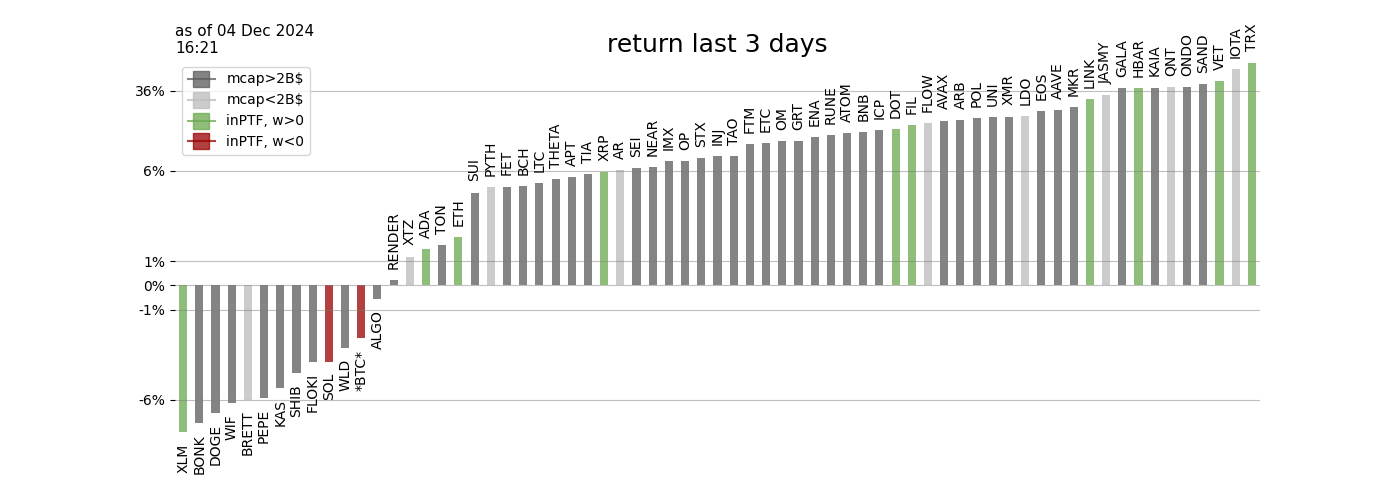 as of 04 Dec 2024
16:21
return last 3 days
mcap>2B$
mcap<2B$
inPTF, w>0
inPTF, w<0
36%
6%
1%
0%
-1%
-6%
XLM
BONK
DOGE
WIF
BRETT
PEPE
KAS
SHIB
FLOKI
SOL
WLD
*BTC*
ALGO
RENDER
XTZ
ADA
TON
ETH
SUI
PYTH
FET
BCH
LTC
THETA
APT
TIA
XRP
AR
SEI
NEAR
IMX
OP
STX
INJ
TAO
FTM
ETC
OM
GRT
ENA
RUNE
ATOM
BNB
ICP
DOT
FIL
FLOW
AVAX
ARB
POL
UNI
XMR
LDO
EOS
AAVE
MKR
LINK
JASMY
GALA
HBAR
KAIA
QNT
ONDO
SAND
VET
IOTA
TRX